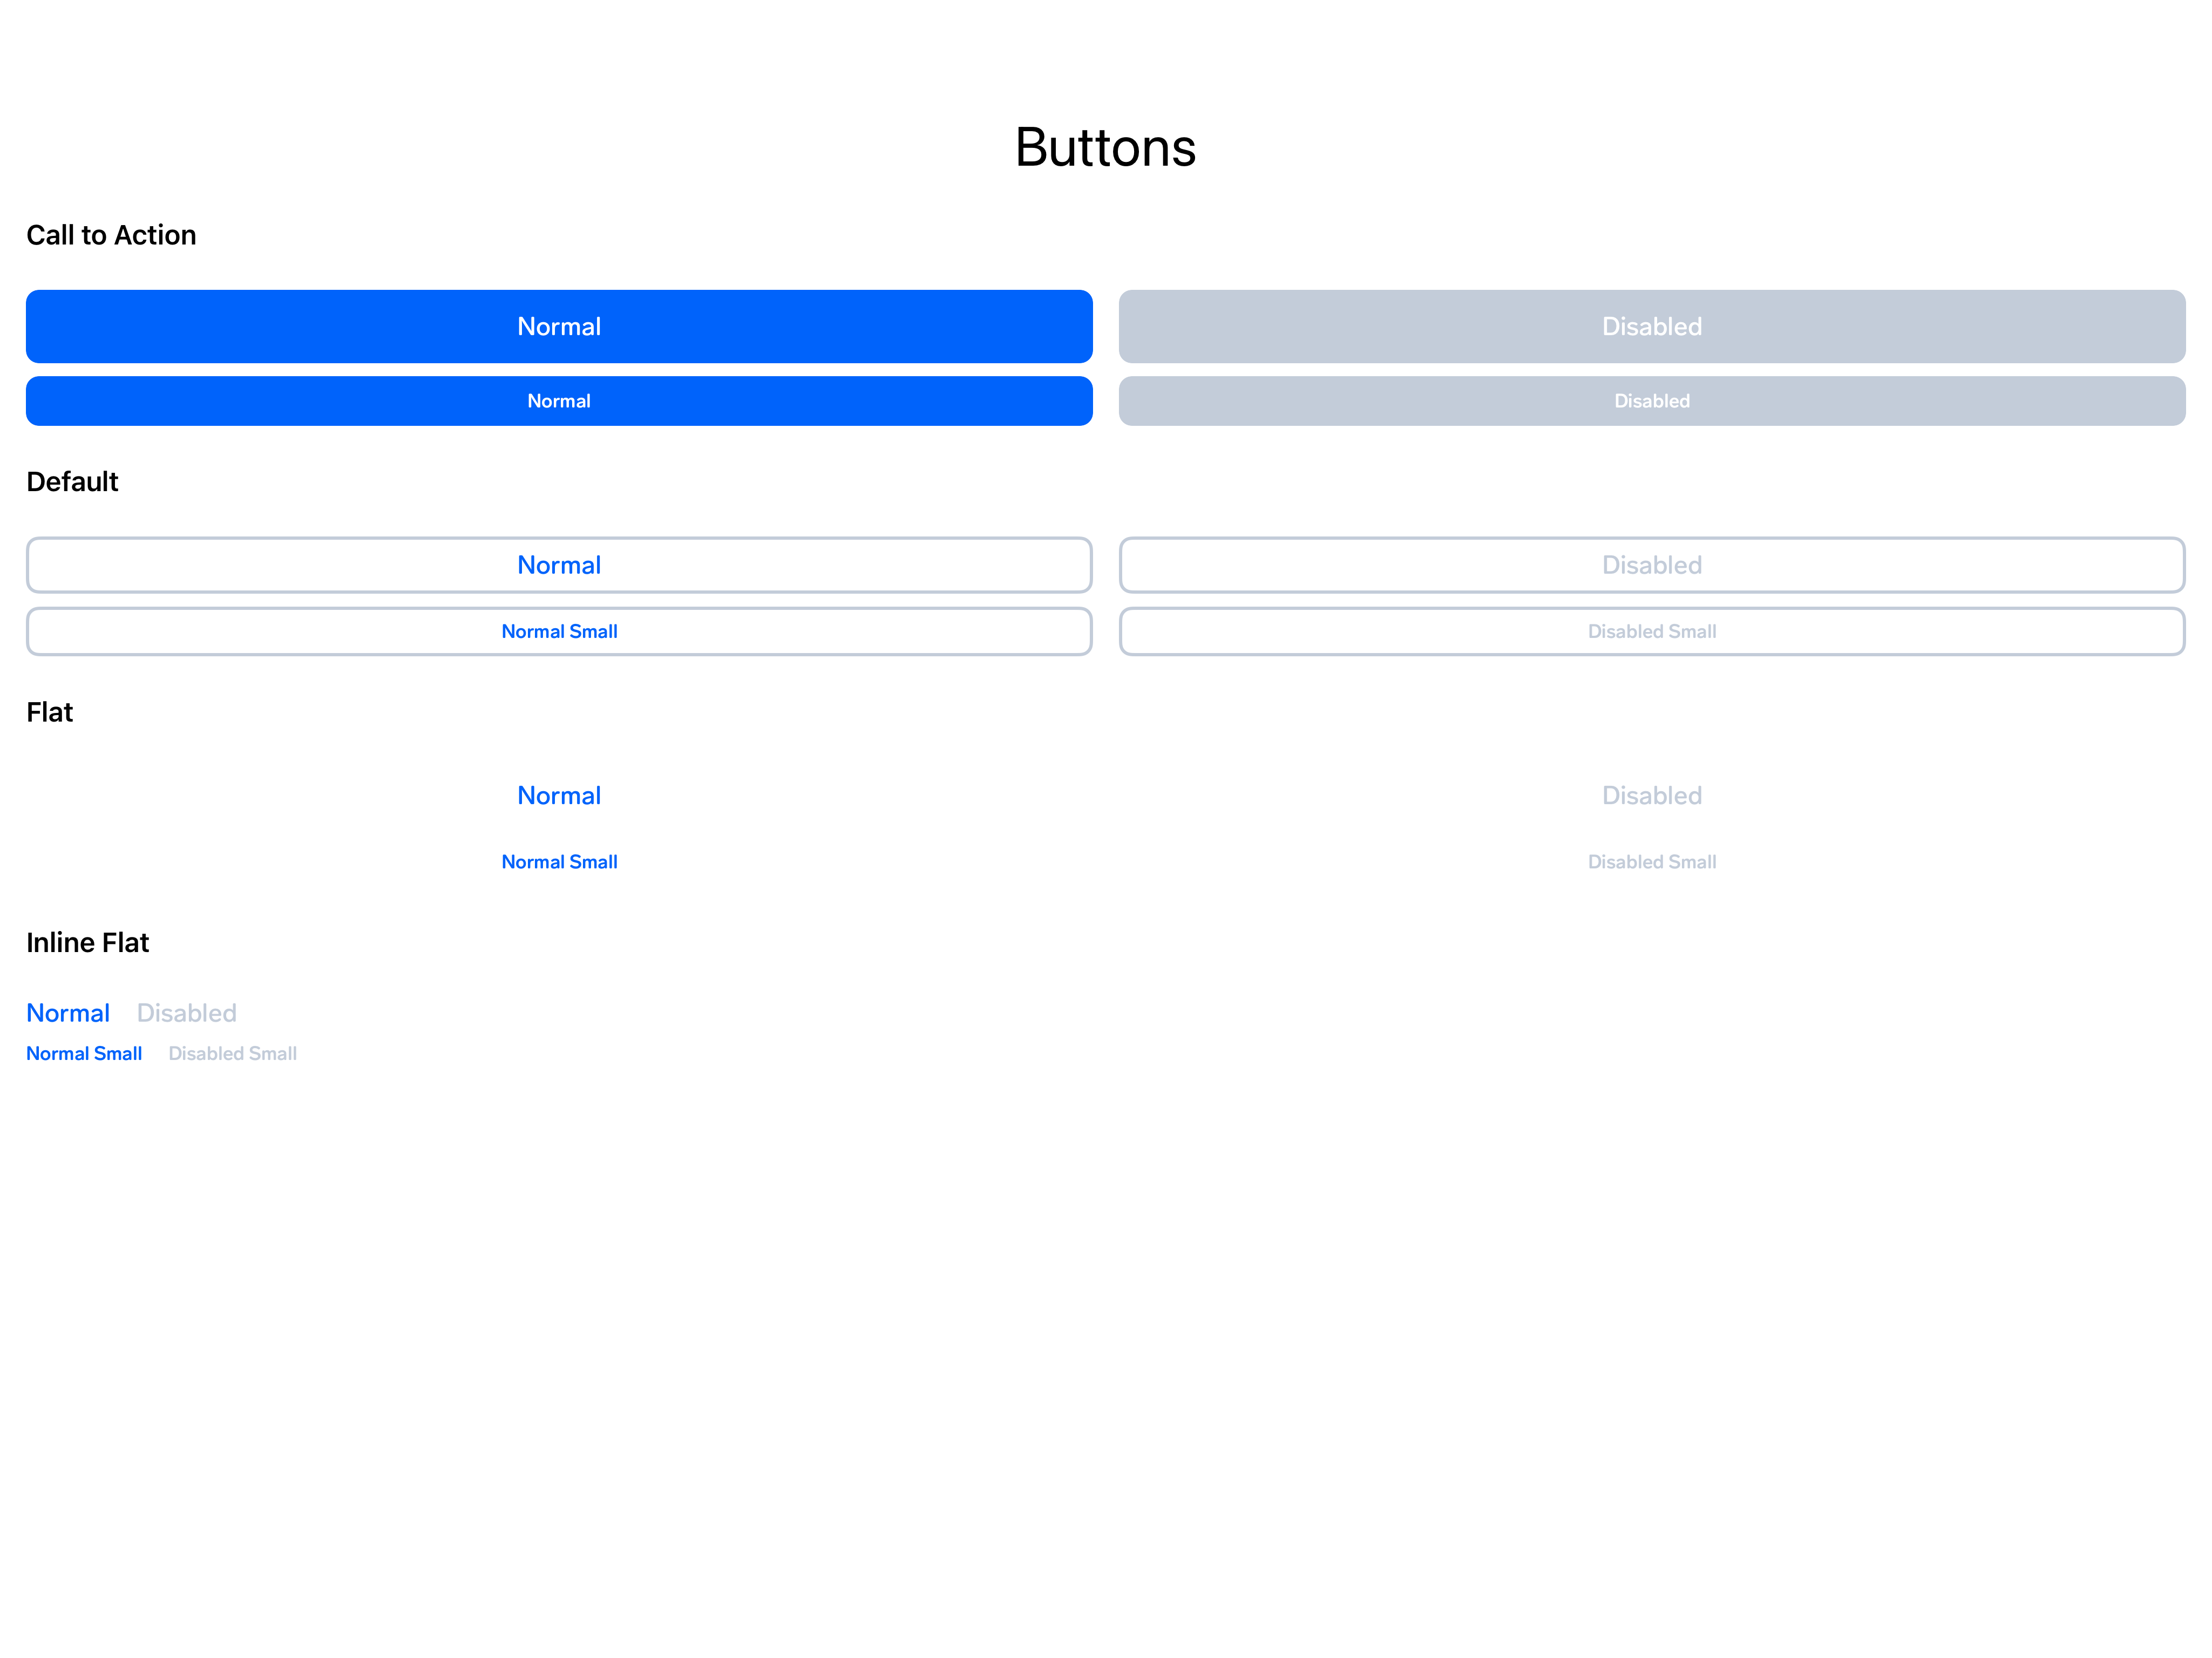 Buttons
Call to Action
Normal Disabled
Normal Disabled
Default
Normal Disabled
Normal Small Disabled Small
Flat
Normal Disabled
Normal Small Disabled Small
Inline Flat
Normal Disabled
Normal Small Disabled Small